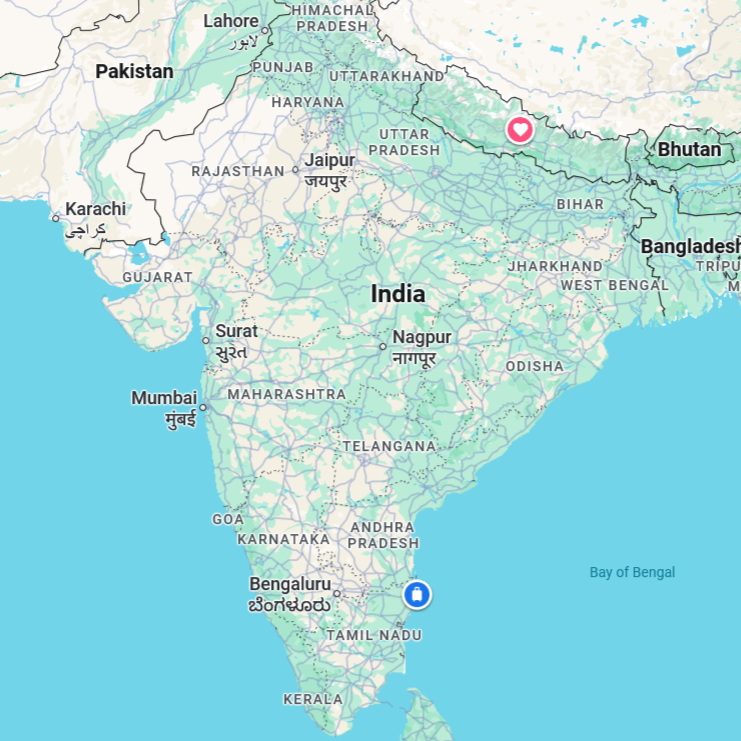 HIMACHAL
PRADESH
Lahore
لاہور
Pakistan
PUNJAB
UTTARAKHAND
HARYANA
UTTAR
PRADESH
Bhutan
Jaipur
जयपुर
RAJASTHAN
Karachi
کراچی
BIHAR
Bangladesh
TRIPU
M
GUJARAT
JHARKHAND
WEST BENGAL
India
Surat
સુરત
Nagpur
नागपूर
ODISHA
Mumbai
मुंबई
MAHARASHTRA
TELANGANA
GOA
KARNATAKA
ANDHRA
PRADESH
Bay of Bengal
Bengaluru
ಬೆಂಗಳೂರು
TAMIL NADU
KERALA